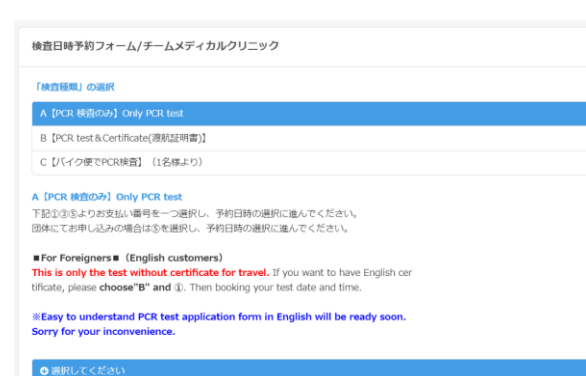 検査日時予約フォーム/チームメディカルクリニック
「検査種類」の選択
A【PCR 検査のみ】Only PCR test
B【PCR test＆Certificate(渡航証明書)】
C【バイク便でPCR検査】（1名様より）
A【PCR 検査のみ】Only PCR test
下記①③⑤よりお支払い番号を一つ選択し、予約日時の選択に進んでください。
団体にてお申し込みの場合は⑤を選択し、予約日時の選択に進んでください。
■For Foreigners■（English customers）
This is only the test without certificate for travel. If you want to have English cer
tificate, please choose"B" and ①. Then booking your test date and time.
※Easy to understand PCR test application form in English will be ready soon.
Sorry for your inconvenience.
選択してください